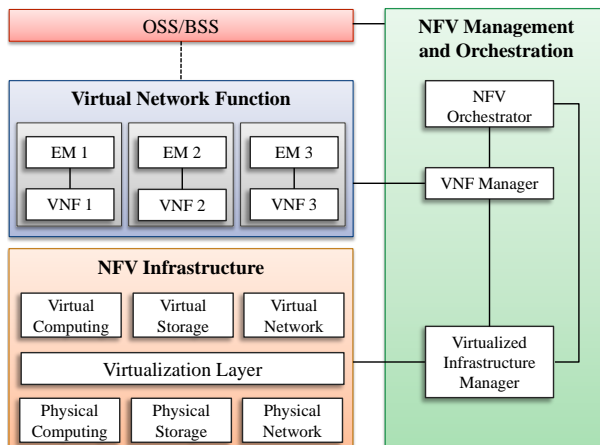 OSS/BSS
Virtual Network Function
EM 1
EM 2
EM 3
VNF 1
VNF 2
VNF 3
NFV Infrastructure
Virtual
Computing
Virtual
Storage
Virtual
Network
Virtualization Layer
Physical
Computing
Physical
Storage
Physical
Network
NFV Management
and Orchestration
NFV
Orchestrator
VNF Manager
Virtualized
Infrastructure
Manager